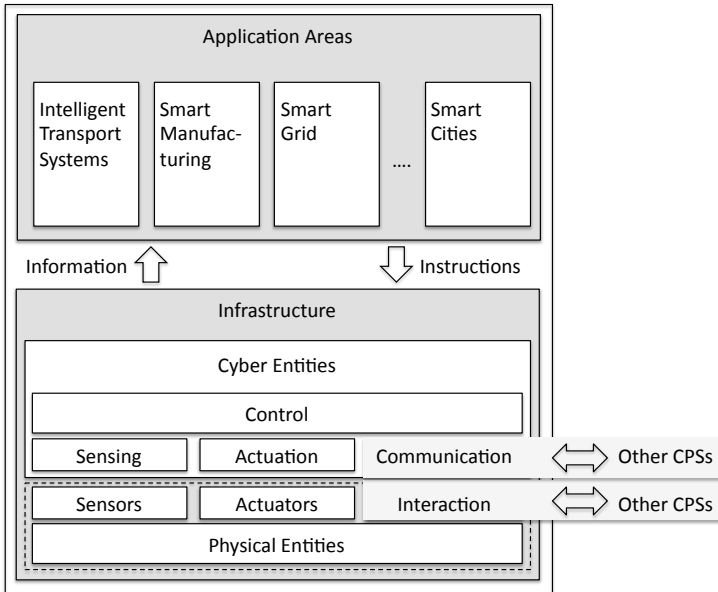 Application Areas
Intelligent
Transport
Systems
Smart
Manufac-
turing
Smart
Grid
....
Smart
Cities
Information
Instructions
Infrastructure
Cyber Entities
Control
Sensing
Actuation
Communication
Other CPSs
Sensors
Actuators
Interaction
Other CPSs
Physical Entities